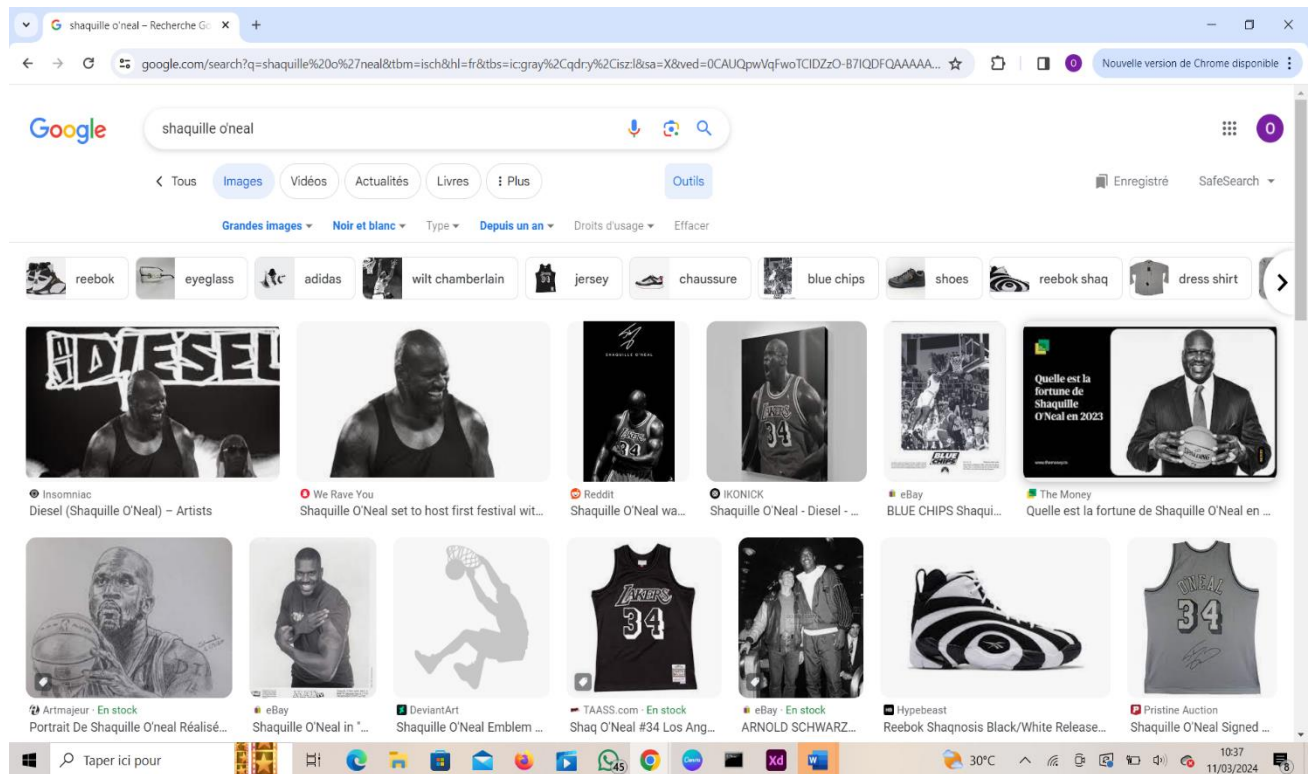 shaquille o'neal – Recherche Go
google.com/search?q=shaquille%20o%27neal&tbm=isch&hl=fr&tbs=ic:gray%2Cqdr:y%2Cisz:l&sa=X&ved=0CAUQpwVqFwoTCIDZzO-B7IQDFQAAAAA...
O
Nouvelle version de Chrome disponible
Google
shaquille o'neal
O
Tous Images Vidéos Actualités Livres Plus Outils Enregistré SafeSearch
Grandes images Noir et blanc Type Depuis un an Droits d'usage Effacer
reebok eyeglass adidas wilt chamberlain jersey chaussure blue chips shoes reebok shaq dress shirt
DIESEL
SHAQUILLE O'NEAL
LAKERS
34
LAKERS
34
BLUE
CHIPS
Quelle est la
fortune de
Shaquille
O'Neal en 2023
SPALDING
Insomniac
Diesel (Shaquille O'Neal) – Artists
We Rave You
Shaquille O'Neal set to host first festival wit...
Reddit
Shaquille O'Neal wa...
IKONICK
Shaquille O'Neal - Diesel - ...
eBay
BLUE CHIPS Shaqui...
The Money
Quelle est la fortune de Shaquille O'Neal en ...
LAKERS
34
O'NEAL
34
Artmajeur · En stock
Portrait De Shaquille O'neal Réalisé...
eBay
Shaquille O'Neal in "...
DeviantArt
Shaquille O'Neal Emblem ...
TAASS.com · En stock
Shaq O'Neal #34 Los Ang...
eBay · En stock
ARNOLD SCHWARZ...
Hypebeast
Reebok Shaqnosis Black/White Release...
Pristine Auction
Shaquille O'Neal Signed ...
Taper ici pour
45
Canva
Xd
W
30°C
10:37
11/03/2024
8